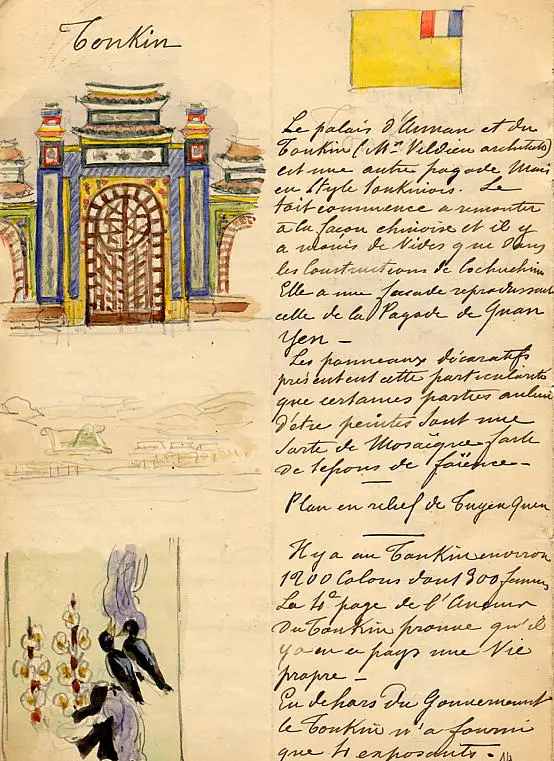 Tonkin
Le palais d'Annam et du
Tonkin (Mr Vildieu architecte)
est une autre pagode mais
en style tonkinois. Le
toit commence a remonter
a la façon chinoise et il y
a moins de vides que dans
les constructions de Cochinchine
Elle a une façade reproduisant
celle de la Pagode de Quan
Yen —
Les panneaux décoratifs
présentent cette particularité
que certaines parties au lieu
d'être peintes sont une
sorte de Mosaïque faite
de tessons de faïence —
Plan en relief de Tuyen Quan
Il y a au Tonkin environ
1200 Colons dont 300 femmes
La 4e page de l'
du Tonkin prouve qu'il
y a en ce pays une vie
propre —
En dehors du Gouvernement
le Tonkin n'a fourni
que 4 exposants. 14